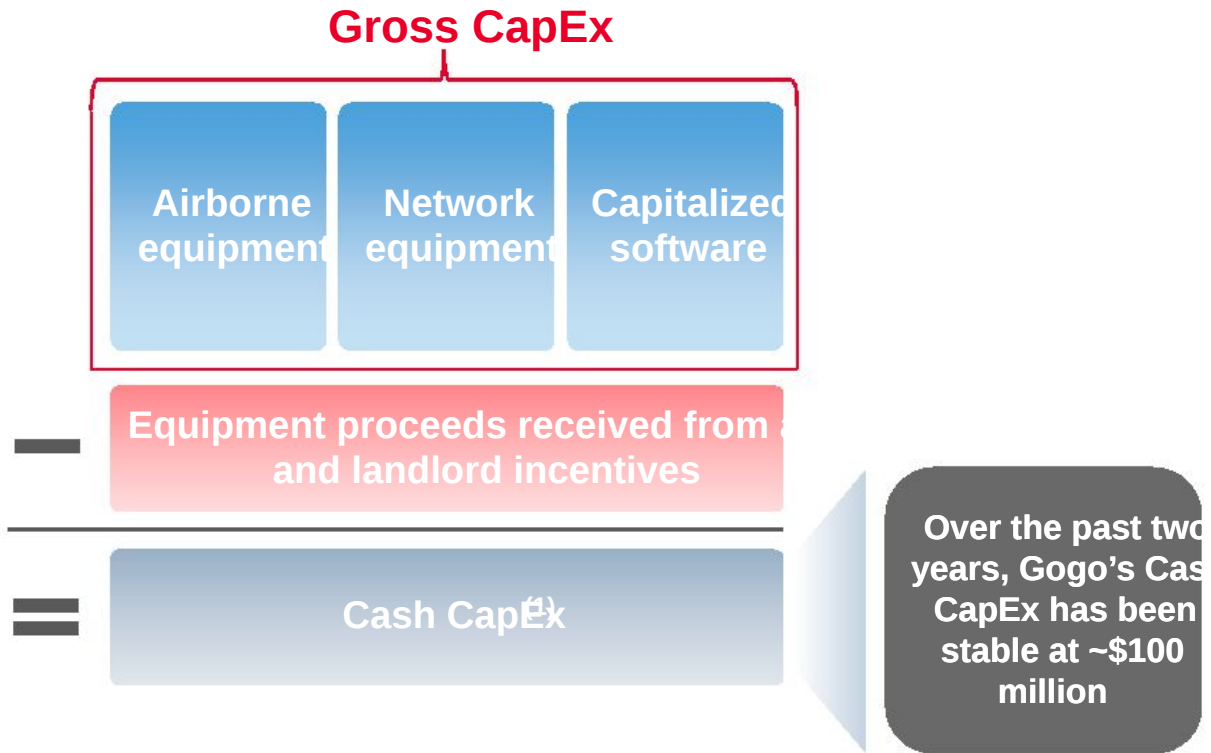 Gross CapEx
Airborne
equipment
Network
equipment
Capitalized
software
Equipment proceeds received from
and landlord incentives
Cash CapEx(1)
Over the past two
years, Gogo’s Cas
CapEx has been
stable at ~$100
million